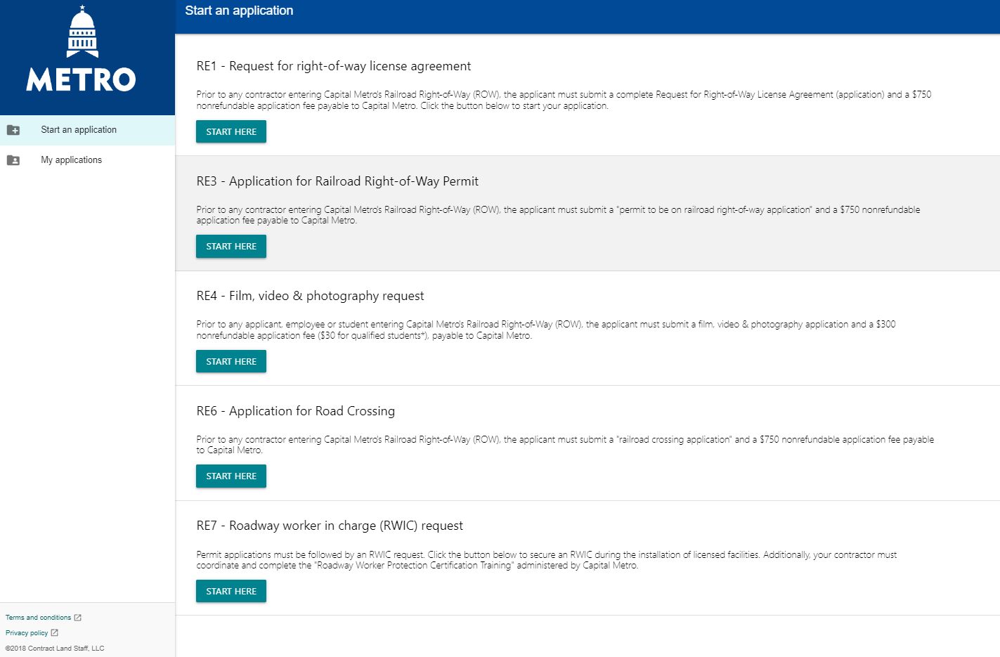 Start an application
METRO
Start an application
My applications
RE1 - Request for right-of-way license agreement
Prior to any contractor entering Capital Metro's Railroad Right-of-Way (ROW), the applicant must submit a complete Request for Right-of-Way License Agreement (application) and a $750
nonrefundable application fee payable to Capital Metro. Click the button below to start your application.
START HERE
RE3 - Application for Railroad Right-of-Way Permit
Prior to any contractor entering Capital Metro's Railroad Right-of-Way (ROW), the applicant must submit a "permit to be on railroad right-of-way application" and a $750 nonrefundable
application fee payable to Capital Metro.
START HERE
RE4 - Film, video & photography request
Prior to any applicant, employee or student entering Capital Metro's Railroad Right-of-Way (ROW), the applicant must submit a film, video & photography application and a $300
nonrefundable application fee ($30 for qualified students*), payable to Capital Metro.
START HERE
RE6 - Application for Road Crossing
Prior to any contractor entering Capital Metro's Railroad Right-of-Way (ROW), the applicant must submit a "railroad crossing application" and a $750 nonrefundable application fee payable
to Capital Metro.
START HERE
RE7 - Roadway worker in charge (RWIC) request
Permit applications must be followed by an RWIC request. Click the button below to secure an RWIC during the installation of licensed facilities. Additionally, your contractor must
coordinate and complete the "Roadway Worker Protection Certification Training" administered by Capital Metro.
START HERE
Terms and conditions
Privacy policy
©2018 Contract Land Staff, LLC